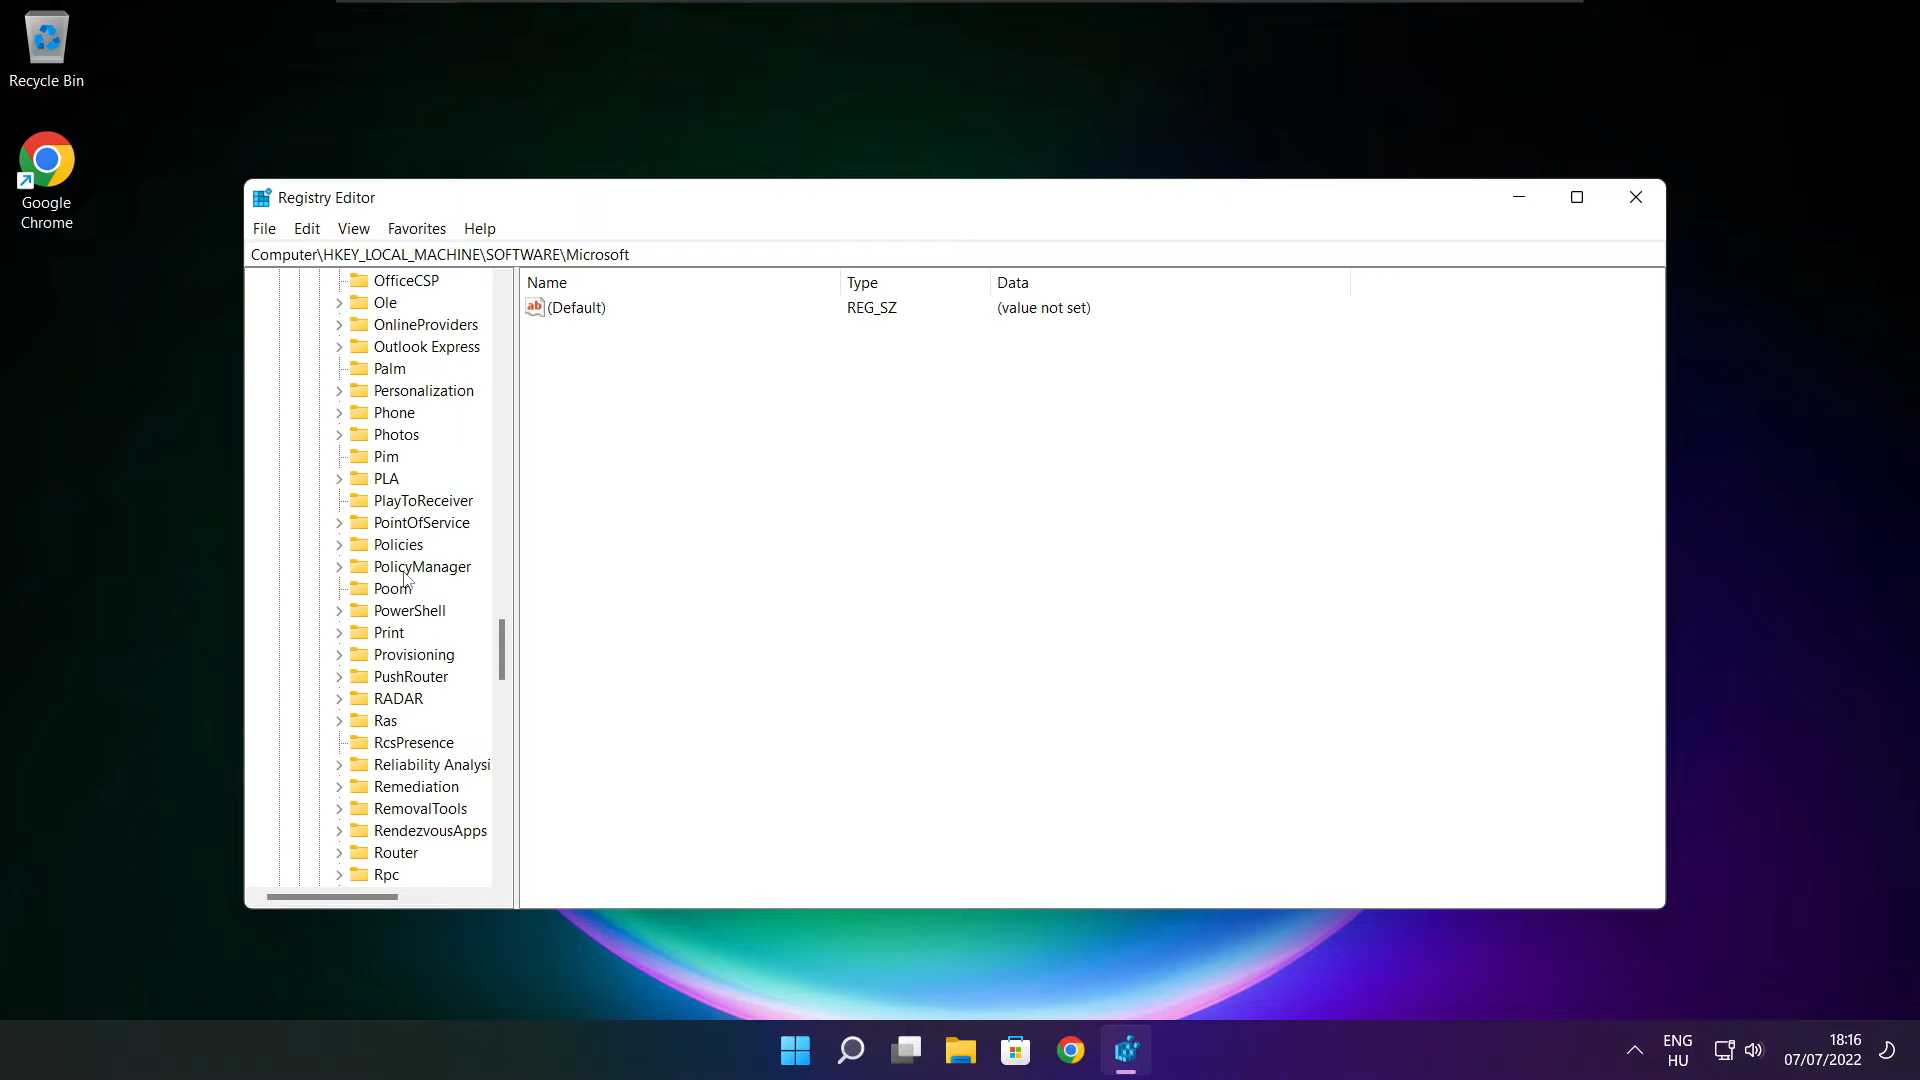 Recycle Bin
Google
Chrome
Registry Editor
File Edit View Favorites Help
Computer\HKEY_LOCAL_MACHINE\SOFTWARE\Microsoft
OfficeCSP
Ole
OnlineProviders
Outlook Express
Palm
Personalization
Phone
Photos
Pim
PLA
PlayToReceiver
PointOfService
Policies
PolicyManager
Poom
PowerShell
Print
Provisioning
PushRouter
RADAR
Ras
RcsPresence
Reliability Analysi
Remediation
RemovalTools
RendezvousApps
Router
Rpc
Name Type Data
ab (Default) REG_SZ (value not set)
ENG
HU
18:16
07/07/2022